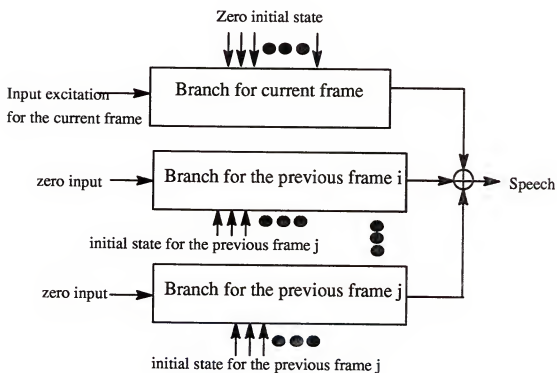 Zero initial state
Input excitation
for the current frame
Branch for current frame
zero input
Branch for the previous frame i
Speech
initial state for the previous frame j
zero input
Branch for the previous frame j
initial state for the previous frame j